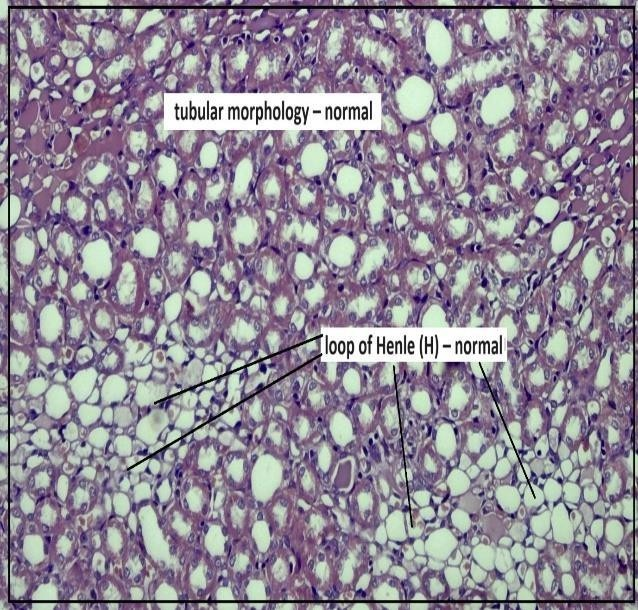 tubular morphology – normal
loop of Henle (H) – normal